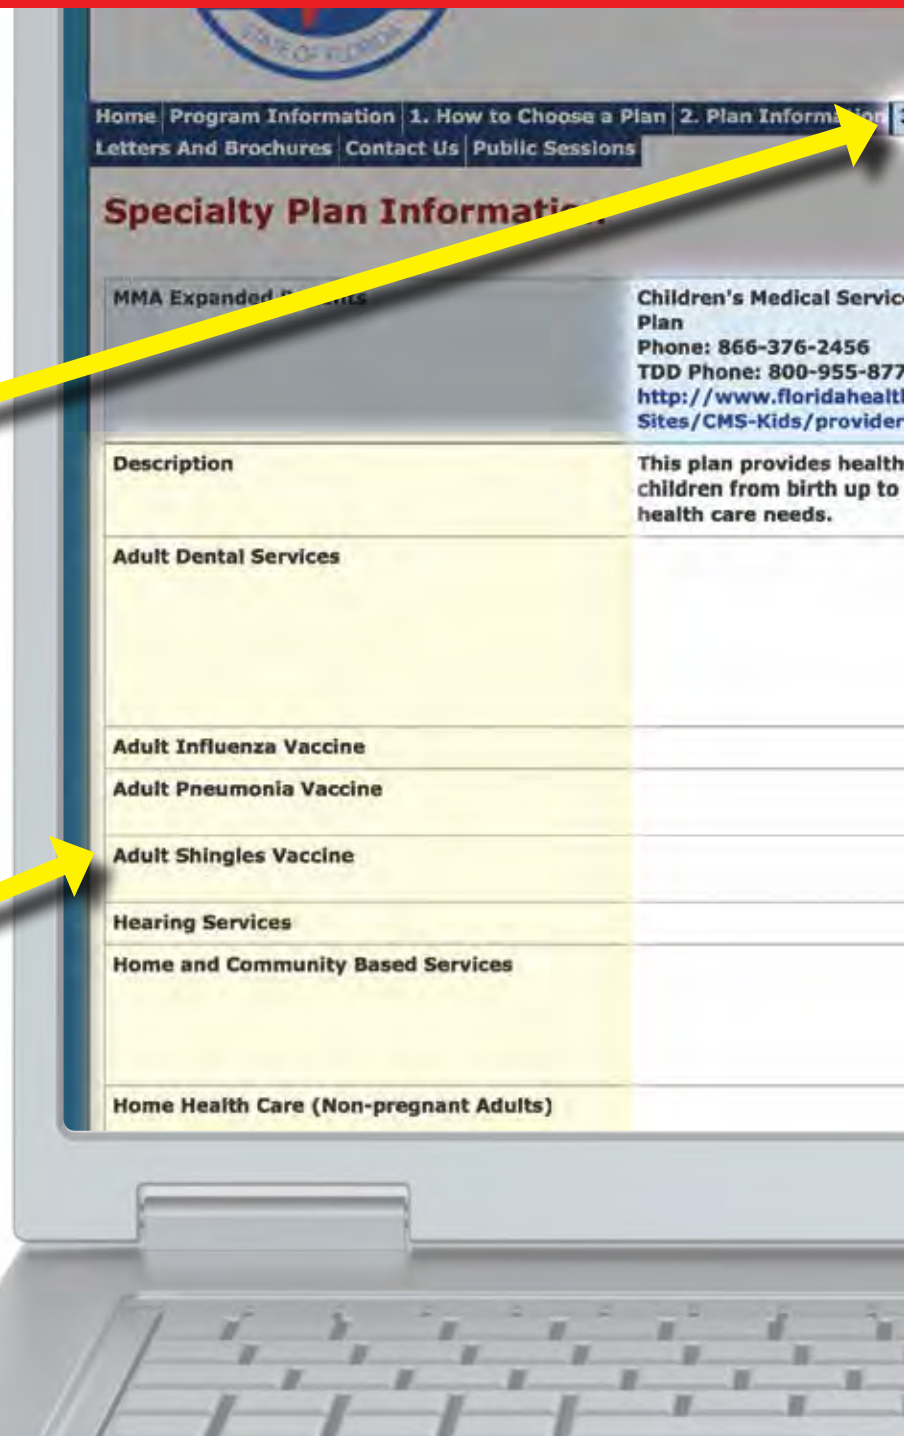 STATE OF FLORIDA
Home Program Information 1. How to Choose a Plan 2. Plan Information
Letters And Brochures Contact Us Public Sessions
Specialty Plan Information
MMA Expanded Benefits
Children's Medical Servic
Plan
Phone: 866-376-2456
TDD Phone: 800-955-877
http://www.floridahealth
Sites/CMS-Kids/provider
Description
This plan provides health
children from birth up to
health care needs.
Adult Dental Services
Adult Influenza Vaccine
Adult Pneumonia Vaccine
Adult Shingles Vaccine
Hearing Services
Home and Community Based Services
Home Health Care (Non-pregnant Adults)